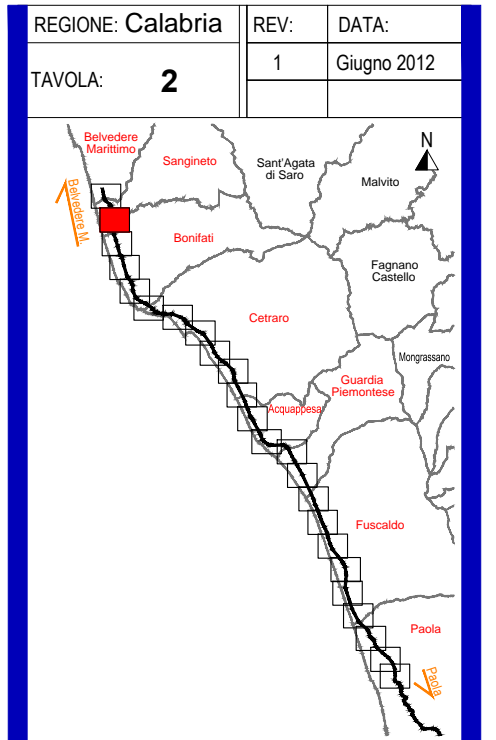 REGIONE: Calabria
REV:
DATA:
TAVOLA: 2
1
Giugno 2012
N
Belvedere
Marittimo
Sangineto
Sant'Agata
di Saro
Malvito
Belvedere M.
Bonifati
Fagnano
Castello
Cetraro
Mongrassano
Guardia
Piemontese
Acquappesa
Fuscaldo
Paola
Paola